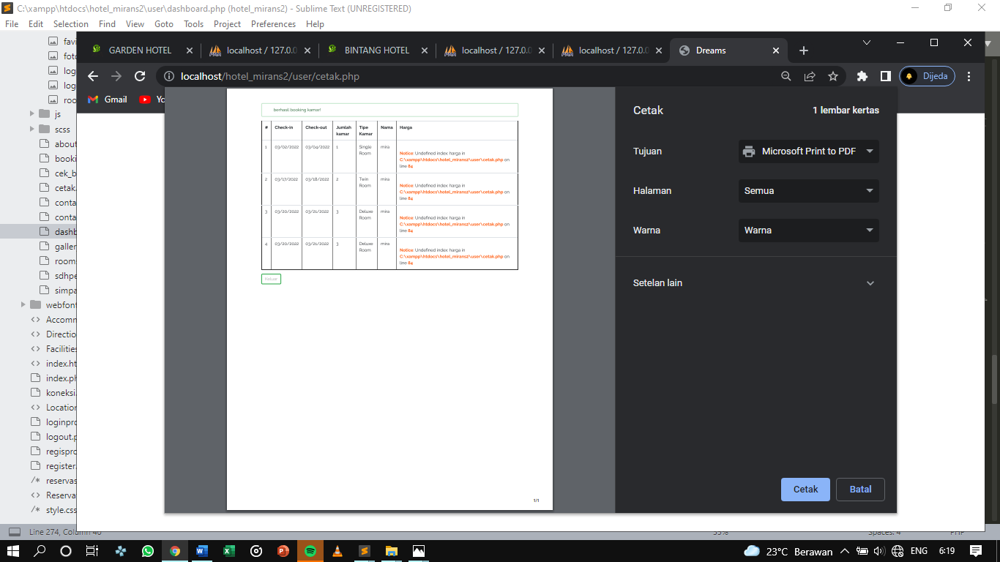 C:\xampp\htdocs\hotel_mirans2\user\dashboard.php (hotel_mirans2) - Sublime Text (UNREGISTERED)
File Edit Selection Find View Goto Tools Project Preferences Help
GARDEN HOTEL
localhost / 127.0.0
BINTANG HOTEL
localhost / 127.0.0
localhost / 127.0.0
Dreams
localhost/hotel_mirans2/user/cetak.php
Dijeda
Gmail
Yo
favi
foto
log
log
roo
js
scss
about
booki
cek_b
cetak.
conta
conta
dashb
galler
room
sdhpe
simpa
webfont
Accomm
Directio
Facilities
index.ht
index.ph
koneksi.
Location
loginpro
logout.p
regispro
register.
reservas
Reserva
style.css
berhasil booking kamar!
# Check-in Check-out Jumlah kamar Tipe Kamar Nama Harga
1 03/02/2022 03/04/2022 1 Single Room mira
Notice: Undefined index: harga in
C:\xampp\htdocs\hotel_mirans2\user\cetak.php on
line 84
2 03/17/2022 03/18/2022 2 Twin Room mira
Notice: Undefined index: harga in
C:\xampp\htdocs\hotel_mirans2\user\cetak.php on
line 84
3 03/20/2022 03/21/2022 3 Deluxe Room mira
Notice: Undefined index: harga in
C:\xampp\htdocs\hotel_mirans2\user\cetak.php on
line 84
4 03/20/2022 03/21/2022 3 Deluxe Room mira
Notice: Undefined index: harga in
C:\xampp\htdocs\hotel_mirans2\user\cetak.php on
line 84
1/1
Cetak
1 lembar kertas
Tujuan
Microsoft Print to PDF
Halaman
Semua
Warna
Warna
Setelan lain
Cetak
Batal
Line 274, Column 40
Spaces: 4
PHP
23°C Berawan
ENG
6:19